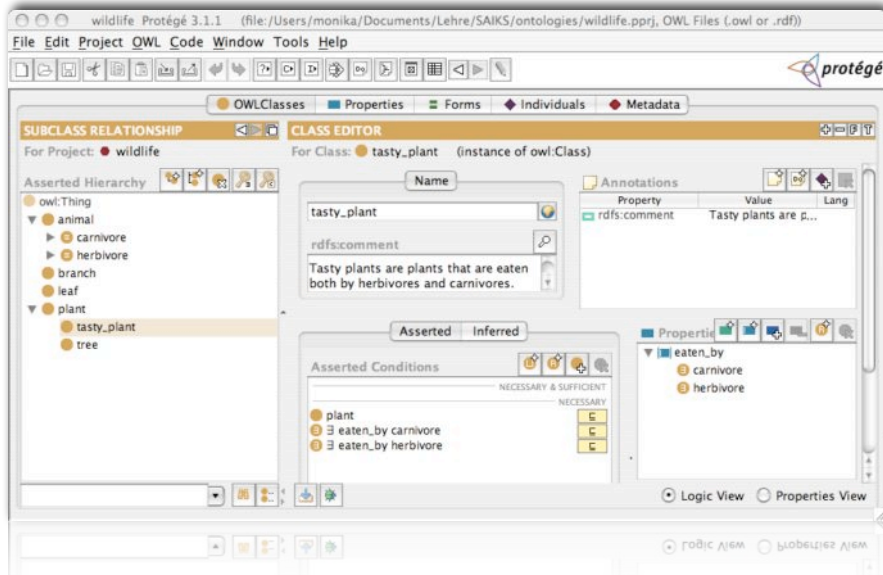 wildlife Protégé 3.1.1 (file:/Users/monika/Documents/Lehre/SAIKS/ontologies/wildlife.pprj, OWL Files (.owl or .rdf))
File Edit Project OWL Code Window Tools Help
protégé
OWLClasses Properties Forms Individuals Metadata
SUBCLASS RELATIONSHIP
For Project: wildlife
Asserted Hierarchy
owl:Thing
animal
carnivore
herbivore
branch
leaf
plant
tasty_plant
tree
CLASS EDITOR
For Class: tasty_plant (instance of owl:Class)
Name
tasty_plant
rdfs:comment
Tasty plants are plants that are eaten
both by herbivores and carnivores.
Annotations
Property Value Lang
rdfs:comment Tasty plants are p...
Asserted Inferred
Asserted Conditions
NECESSARY & SUFFICIENT
NECESSARY
plant ⊑
∃ eaten_by carnivore ⊑
∃ eaten_by herbivore ⊑
Propertie
eaten_by
carnivore
herbivore
Logic View Properties View